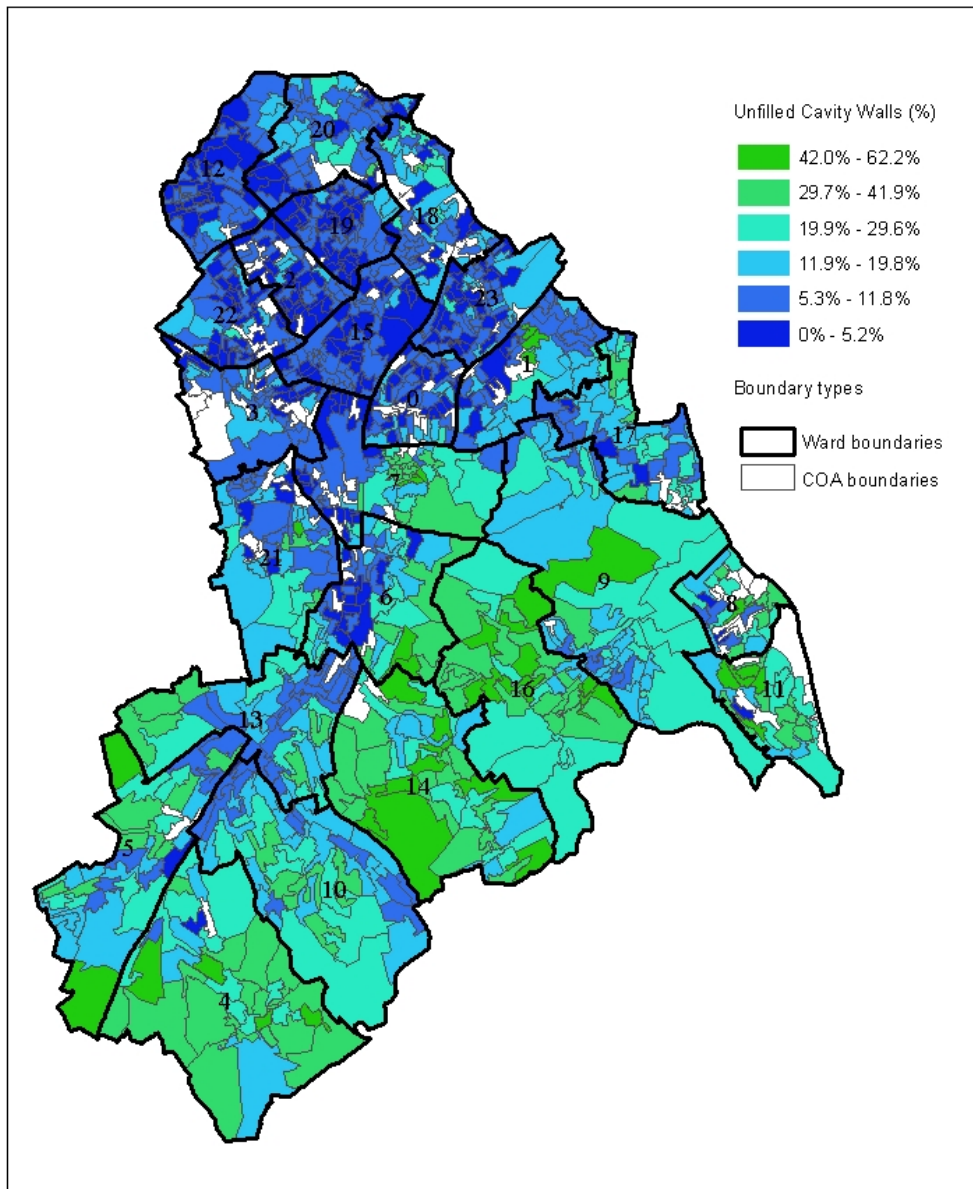 Unfilled Cavity Walls (%)
42.0% - 62.2%
29.7% - 41.9%
19.9% - 29.6%
11.9% - 19.8%
5.3% - 11.8%
0% - 5.2%
Boundary types
Ward boundaries
COA boundaries
20
12
19
18
2
23
22
15
1
0
3
17
7
21
6
9
8
16
11
13
14
5
10
4